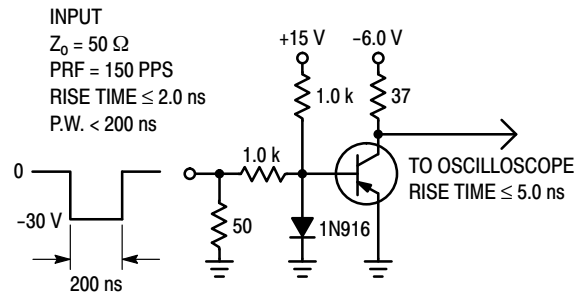 INPUT
Z₀ = 50 Ω
PRF = 150 PPS
RISE TIME ≤ 2.0 ns
P.W. < 200 ns
+15 V
−6.0 V
1.0 k
37
1.0 k
0
−30 V
50
1N916
TO OSCILLOSCOPE
RISE TIME ≤ 5.0 ns
200 ns